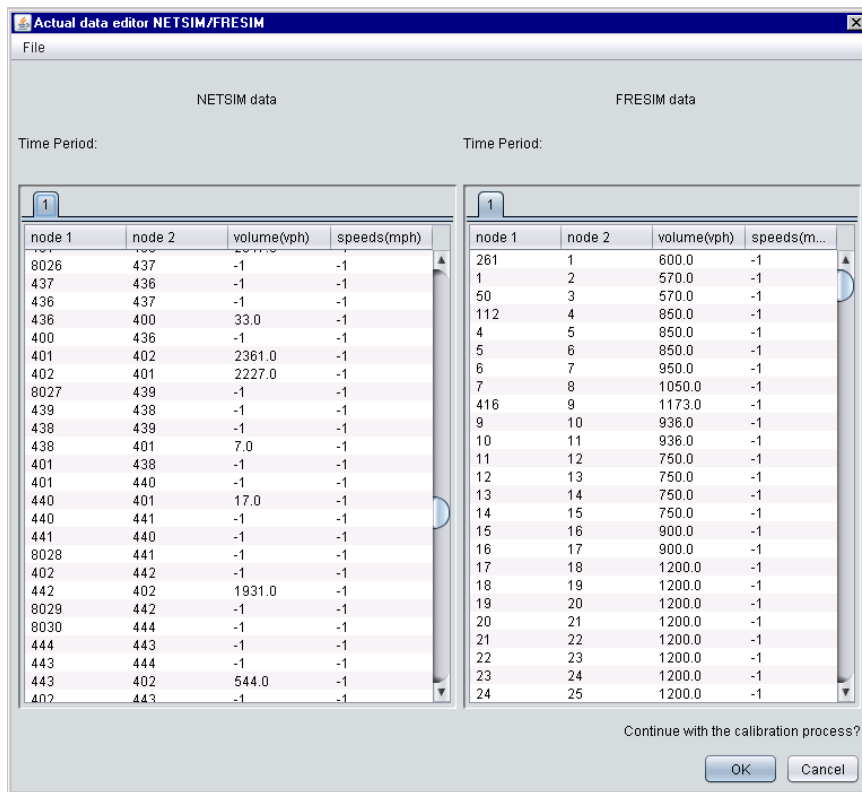 Actual data editor NETSIM/FRESIM
File
NETSIM data
FRESIM data
Time Period:
Time Period:
1
node 1 node 2 volume(vph) speeds(mph)
8026 437 -1 -1
437 436 -1 -1
436 437 -1 -1
436 400 33.0 -1
400 436 -1 -1
401 402 2361.0 -1
402 401 2227.0 -1
8027 439 -1 -1
439 438 -1 -1
438 439 -1 -1
438 401 7.0 -1
401 438 -1 -1
401 440 -1 -1
440 401 17.0 -1
440 441 -1 -1
441 440 -1 -1
8028 441 -1 -1
402 442 -1 -1
442 402 1931.0 -1
8029 442 -1 -1
8030 444 -1 -1
444 443 -1 -1
443 444 -1 -1
443 402 544.0 -1
402 443 -1 -1
1
node 1 node 2 volume(vph) speeds(m...
261 1 600.0 -1
1 2 570.0 -1
50 3 570.0 -1
112 4 850.0 -1
4 5 850.0 -1
5 6 850.0 -1
6 7 950.0 -1
7 8 1050.0 -1
416 9 1173.0 -1
9 10 936.0 -1
10 11 936.0 -1
11 12 750.0 -1
12 13 750.0 -1
13 14 750.0 -1
14 15 750.0 -1
15 16 900.0 -1
16 17 900.0 -1
17 18 1200.0 -1
18 19 1200.0 -1
19 20 1200.0 -1
20 21 1200.0 -1
21 22 1200.0 -1
22 23 1200.0 -1
23 24 1200.0 -1
24 25 1200.0 -1
Continue with the calibration process?
OK Cancel